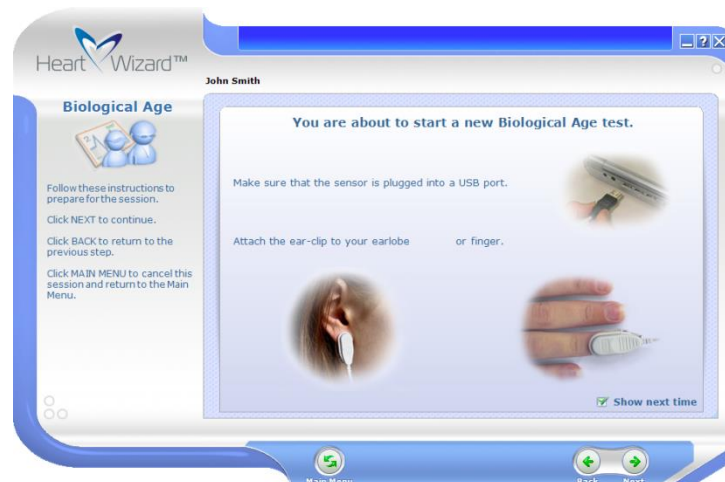 Heart Wizard™
John Smith
Biological Age
Follow these instructions to
prepare for the session.
Click NEXT to continue.
Click BACK to return to the
previous step.
Click MAIN MENU to cancel this
session and return to the Main
Menu.
You are about to start a new Biological Age test.
Make sure that the sensor is plugged into a USB port.
Attach the ear-clip to your earlobe or finger.
Show next time
Main Menu
Back Next